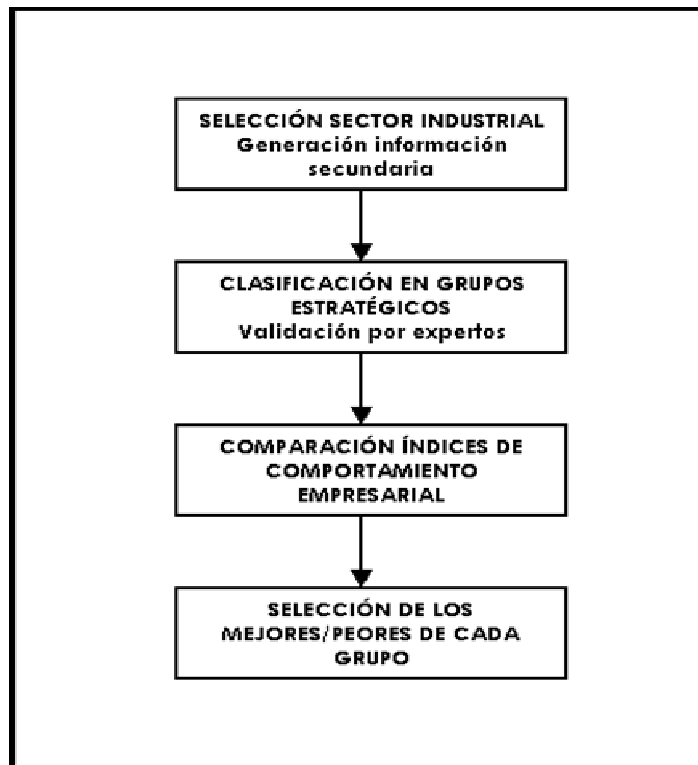 SELECCIÓN SECTOR INDUSTRIAL
Generación información
secundaria
CLASIFICACIÓN EN GRUPOS
ESTRATÉGICOS
Validación por expertos
COMPARACIÓN ÍNDICES DE
COMPORTAMIENTO
EMPRESARIAL
SELECCIÓN DE LOS
MEJORES/PEORES DE CADA
GRUPO